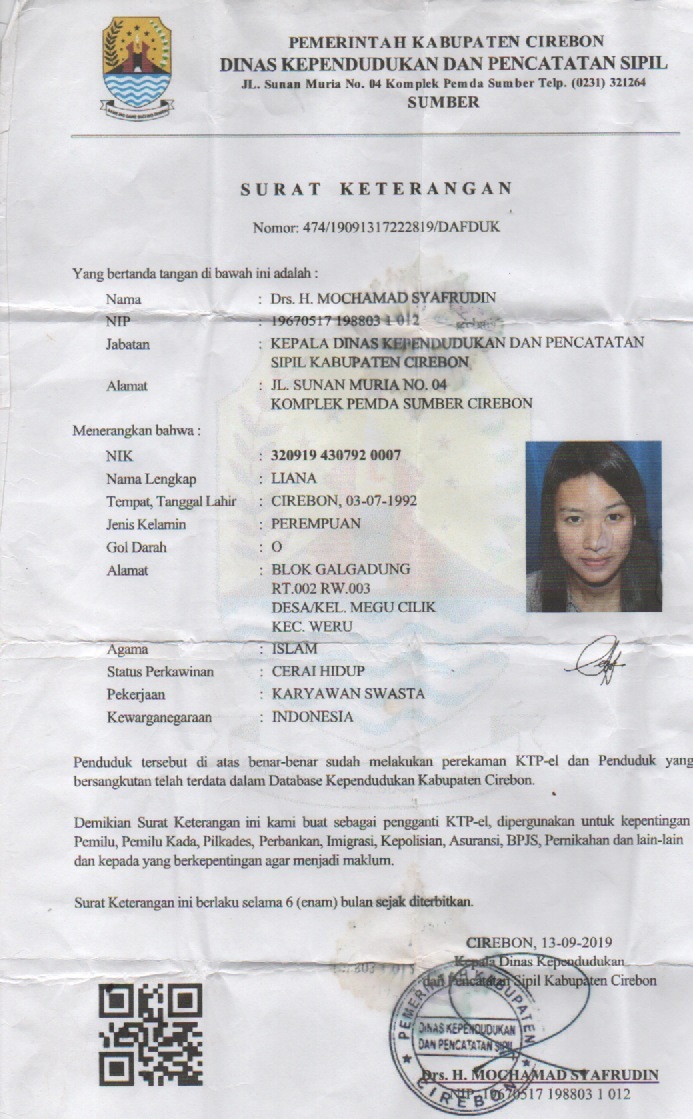 PEMERINTAH KABUPATEN CIREBON
DINAS KEPENDUDUKAN DAN PENCATATAN SIPIL
JL. Sunan Muria No. 04 Komplek Pemda Sumber Telp. (0231) 321264
SUMBER
SURAT KETERANGAN
Nomor: 474/19091317222819/DAFDUK
Yang bertanda tangan di bawah ini adalah :
Nama : Drs. H. MOCHAMAD SYAFRUDIN
NIP : 19670517 198803 1 012
Jabatan : KEPALA DINAS KEPENDUDUKAN DAN PENCATATAN
SIPIL KABUPATEN CIREBON
Alamat : JL. SUNAN MURIA NO. 04
KOMPLEK PEMDA SUMBER CIREBON
Menerangkan bahwa :
NIK : 320919 430792 0007
Nama Lengkap : LIANA
Tempat, Tanggal Lahir : CIREBON, 03-07-1992
Jenis Kelamin : PEREMPUAN
Gol Darah : O
Alamat : BLOK GALGADUNG
RT.002 RW.003
DESA/KEL. MEGU CILIK
KEC. WERU
Agama : ISLAM
Status Perkawinan : CERAI HIDUP
Pekerjaan : KARYAWAN SWASTA
Kewarganegaraan : INDONESIA
Penduduk tersebut di atas benar-benar sudah melakukan perekaman KTP-el dan Penduduk yang
bersangkutan telah terdata dalam Database Kependudukan Kabupaten Cirebon.
Demikian Surat Keterangan ini kami buat sebagai pengganti KTP-el, dipergunakan untuk kepentingan
Pemilu, Pemilu Kada, Pilkades, Perbankan, Imigrasi, Kepolisian, Asuransi, BPJS, Pernikahan dan lain-lain
dan kepada yang berkepentingan agar menjadi maklum.
Surat Keterangan ini berlaku selama 6 (enam) bulan sejak diterbitkan.
CIREBON, 13-09-2019
Kepala Dinas Kependudukan
dan Pencatatan Sipil Kabupaten Cirebon
PEMERINTAH KABUPATEN
DINAS KEPENDUDUKAN
DAN PENCATATAN SIPIL
CIREBON
Drs. H. MOCHAMAD SYAFRUDIN
NIP. 19670517 198803 1 012